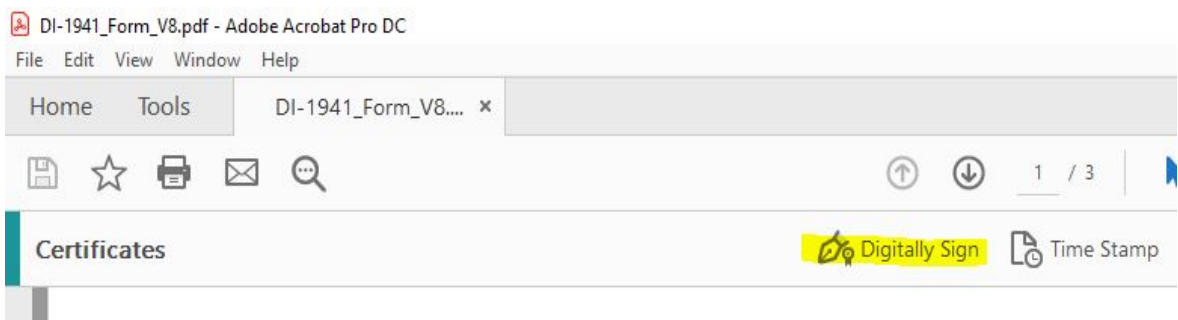 DI-1941_Form_V8.pdf - Adobe Acrobat Pro DC
File Edit View Window Help
Home Tools DI-1941_Form_V8.... ×
1 / 3
Certificates Digitally Sign Time Stamp